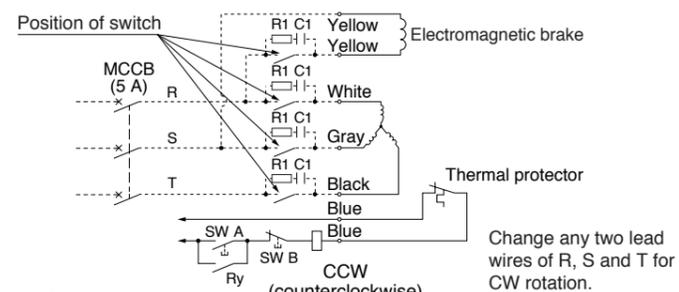 Position of switch
R1 C1
Yellow
Electromagnetic brake
Yellow
MCCB
(5 A)
R1 C1
R
White
R1 C1
S
Gray
R1 C1
T
Black
Thermal protector
Blue
SW A
Blue
SW B
Ry
CCW
(counterclockwise)
Change any two lead
wires of R, S and T for
CW rotation.